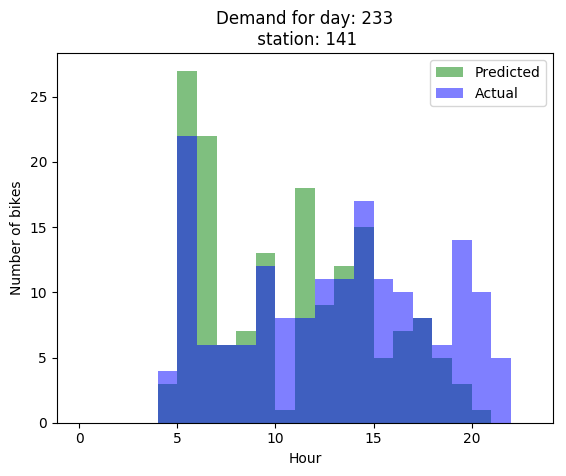 Demand for day: 233
station: 141
Predicted
Actual
Number of bikes
25
20
15
10
5
0
0
5
10
15
20
Hour